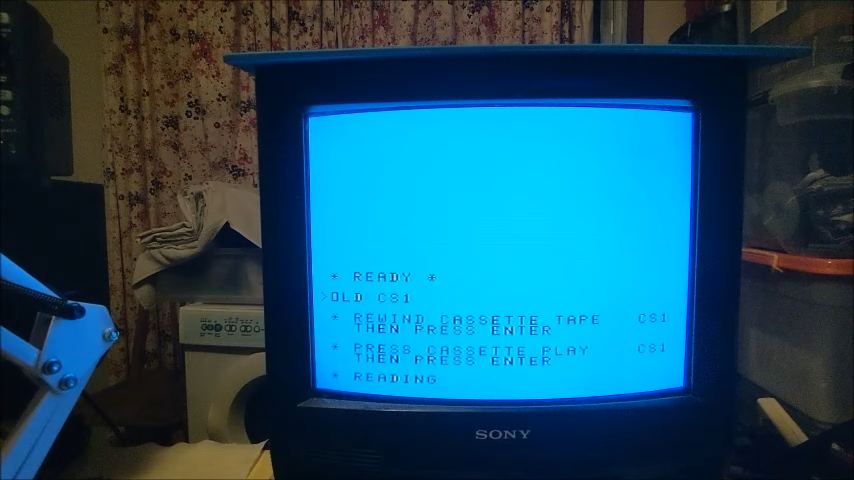 * READY *
>OLD CS1
* REWIND CASSETTE TAPE CS1
THEN PRESS ENTER
* PRESS CASSETTE PLAY CS1
THEN PRESS ENTER
* READING
SONY